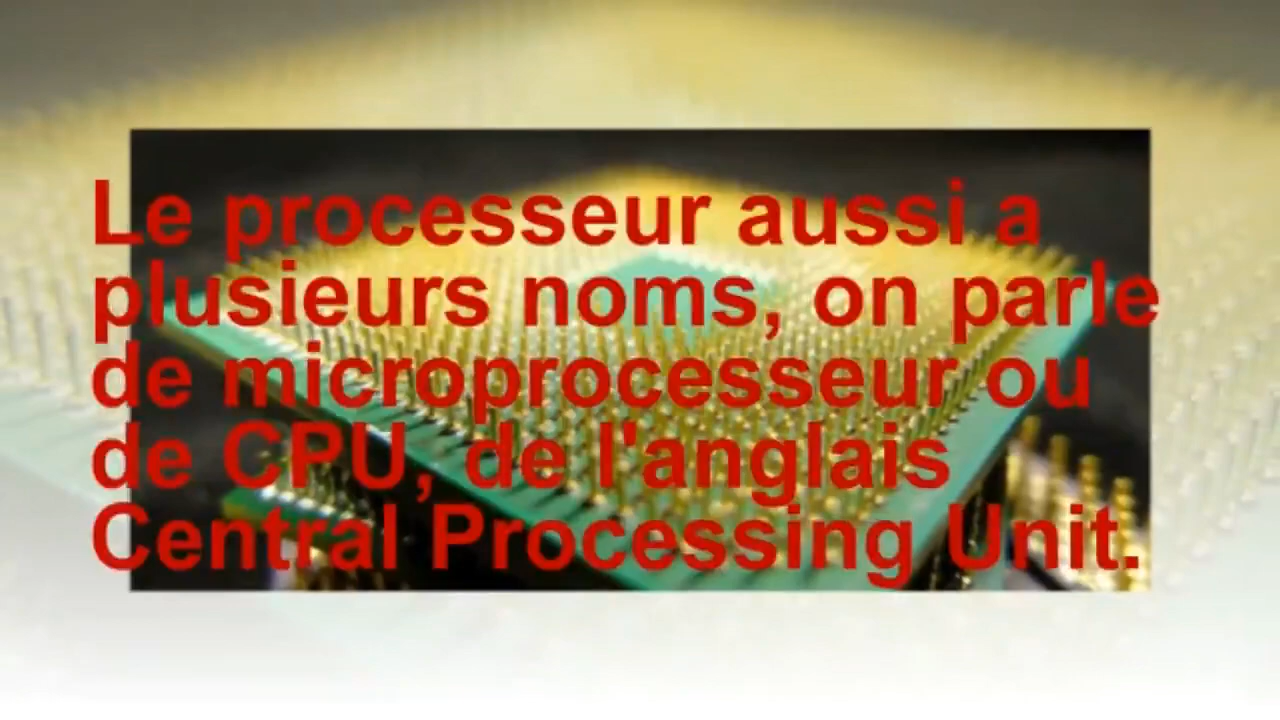 Le processeur aussi a
plusieurs noms, on parle
de microprocesseur ou
de CPU, de l'anglais
Central Processing Unit.